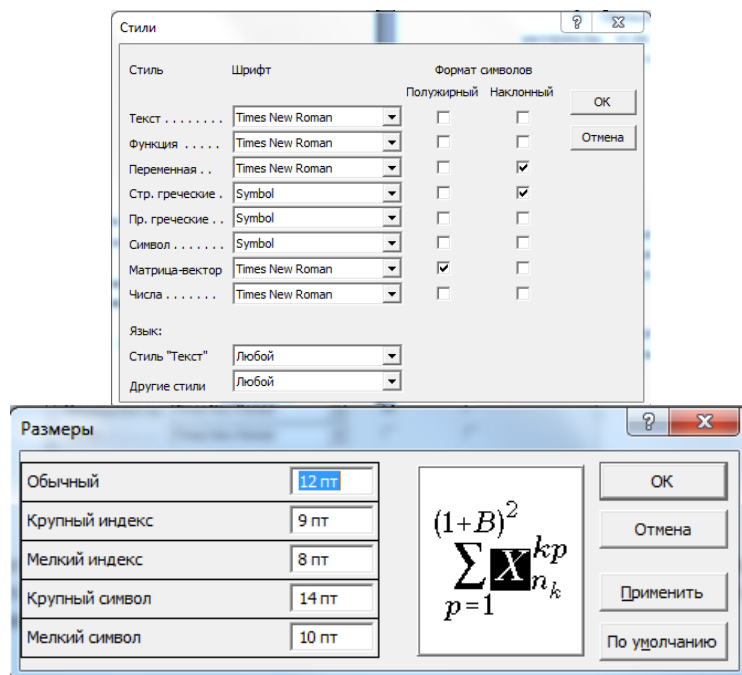 Стили
Стиль Шрифт Формат символов
Полужирный Наклонный
ОК
Текст . . . . . . . . Times New Roman
Отмена
Функция . . . . . Times New Roman
Переменная . . Times New Roman
Стр. греческие . Symbol
Пр. греческие . . Symbol
Символ . . . . . . . Symbol
Матрица-вектор Times New Roman
Числа . . . . . . . Times New Roman
Язык:
Стиль "Текст" Любой
Другие стили Любой
Размеры
Обычный 12 пт
Крупный индекс 9 пт
Мелкий индекс 8 пт
Крупный символ 14 пт
Мелкий символ 10 пт
(1+B)²
∑ X kp
n k
p=1
ОК
Отмена
Применить
По умолчанию